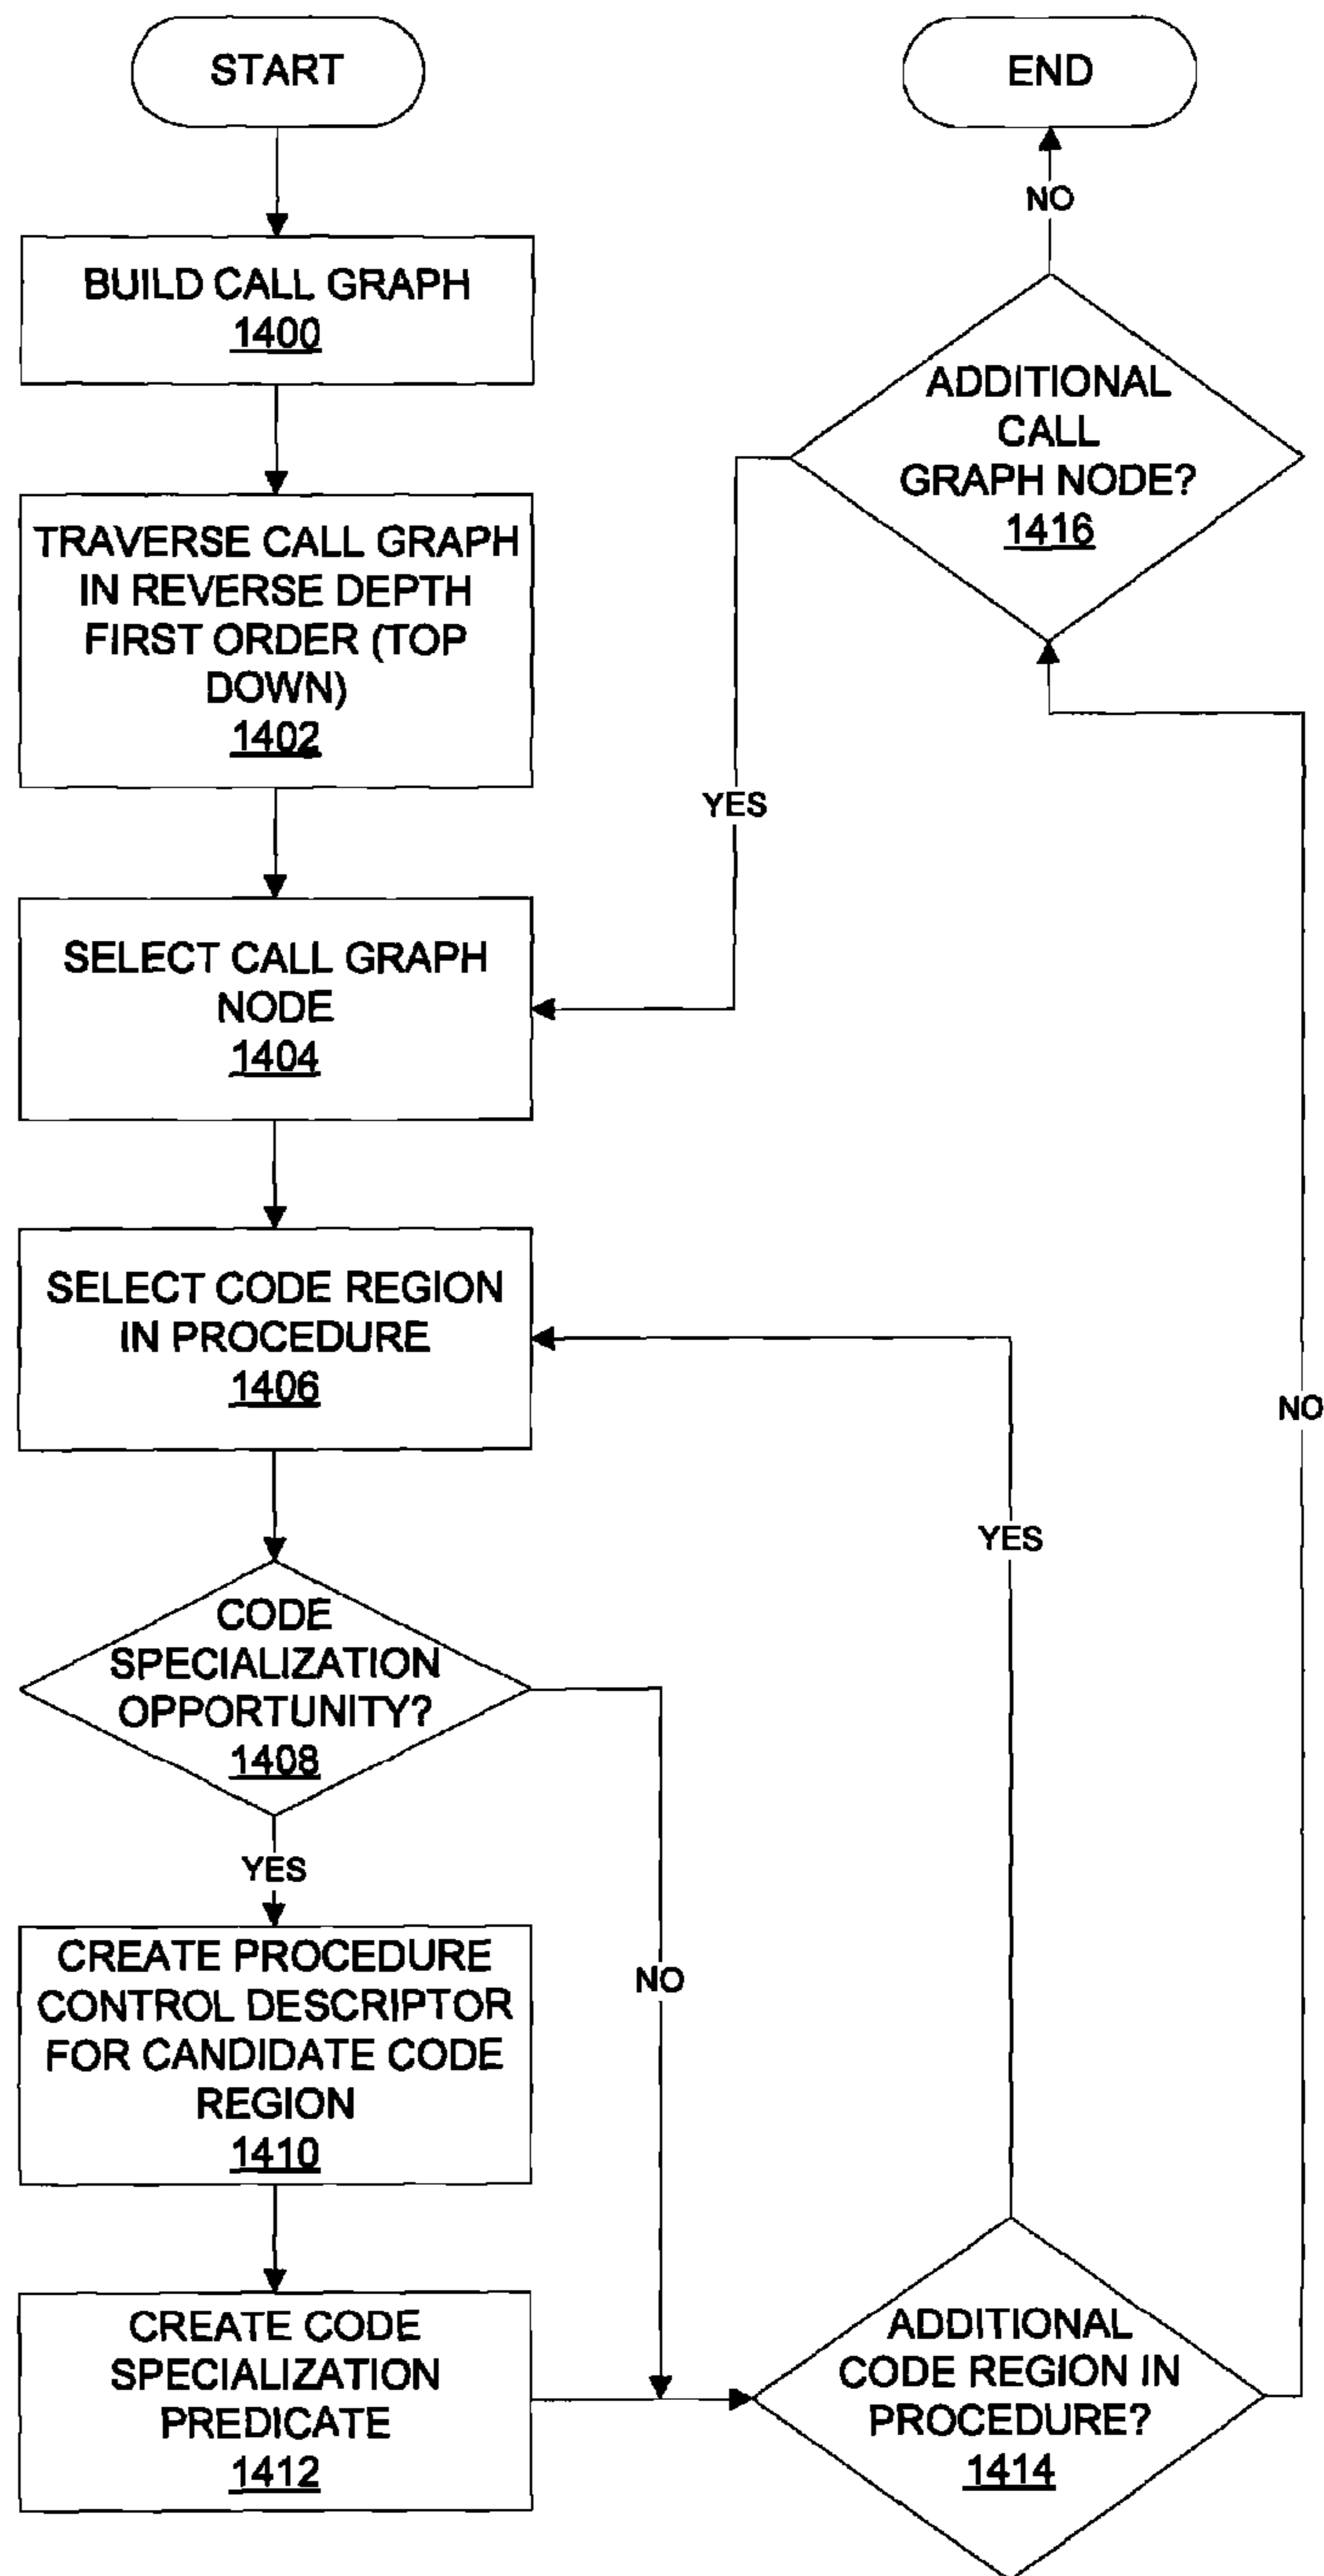 START
BUILD CALL GRAPH
1400
TRAVERSE CALL GRAPH
IN REVERSE DEPTH
FIRST ORDER (TOP
DOWN)
1402
SELECT CALL GRAPH
NODE
1404
SELECT CODE REGION
IN PROCEDURE
1406
CODE
SPECIALIZATION
OPPORTUNITY?
1408
YES
NO
CREATE PROCEDURE
CONTROL DESCRIPTOR
FOR CANDIDATE CODE
REGION
1410
CREATE CODE
SPECIALIZATION
PREDICATE
1412
ADDITIONAL
CODE REGION IN
PROCEDURE?
1414
YES
NO
ADDITIONAL
CALL
GRAPH NODE?
1416
YES
NO
END